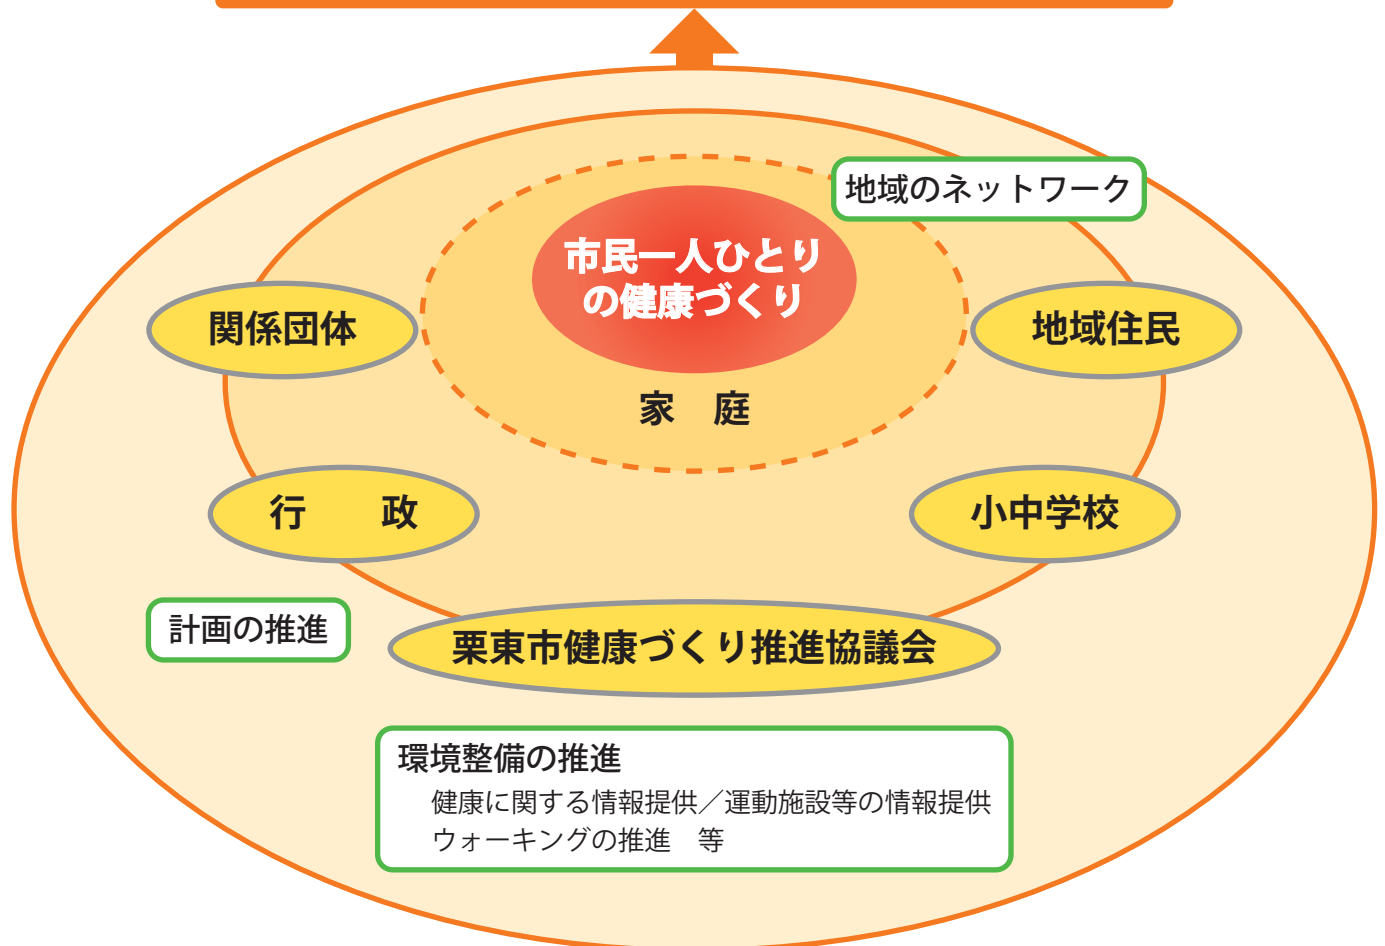 地域のネットワーク
市民一人ひとり
の健康づくり
関係団体
地域住民
家　庭
行　　政
小中学校
計画の推進
栗東市健康づくり推進協議会
環境整備の推進
健康に関する情報提供／運動施設等の情報提供
ウォーキングの推進　等